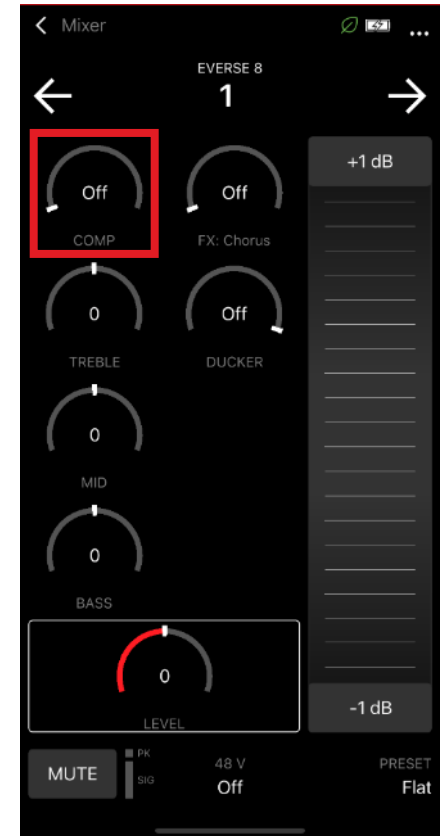 Mixer
...
EVERSE 8
1
Off
COMP
Off
FX: Chorus
+1 dB
0
TREBLE
Off
DUCKER
0
MID
0
BASS
0
LEVEL
-1 dB
MUTE
PK
SIG
48 V
Off
PRESET
Flat